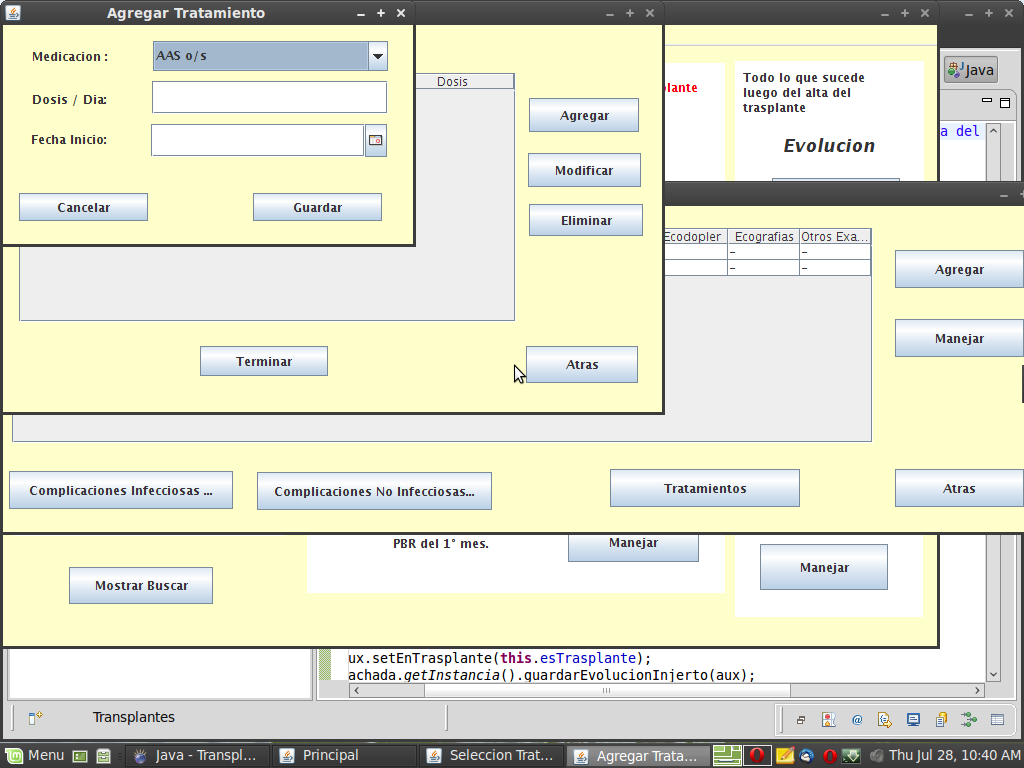 Agregar Tratamiento
Medicacion :
AAS o/s
Dosis / Dia:
Fecha Inicio:
Cancelar
Guardar
Dosis
Agregar
Modificar
Eliminar
Terminar
Atras
lante
Todo lo que sucede
luego del alta del
trasplante
Evolucion
Java
a del
Ecodopler
Ecografias
Otros Exa...
– –
– –
Agregar
Manejar
Complicaciones Infecciosas ...
Complicaciones No Infecciosas...
Tratamientos
Atras
PBR del 1° mes.
Manejar
Manejar
Mostrar Buscar
ux.setEnTrasplante(this.esTrasplante);
achada.getInstancia().guardarEvolucionInjerto(aux);
Transplantes
Menu
Java - Transpl...
Principal
Seleccion Trat...
Agregar Trata...
Thu Jul 28, 10:40 AM